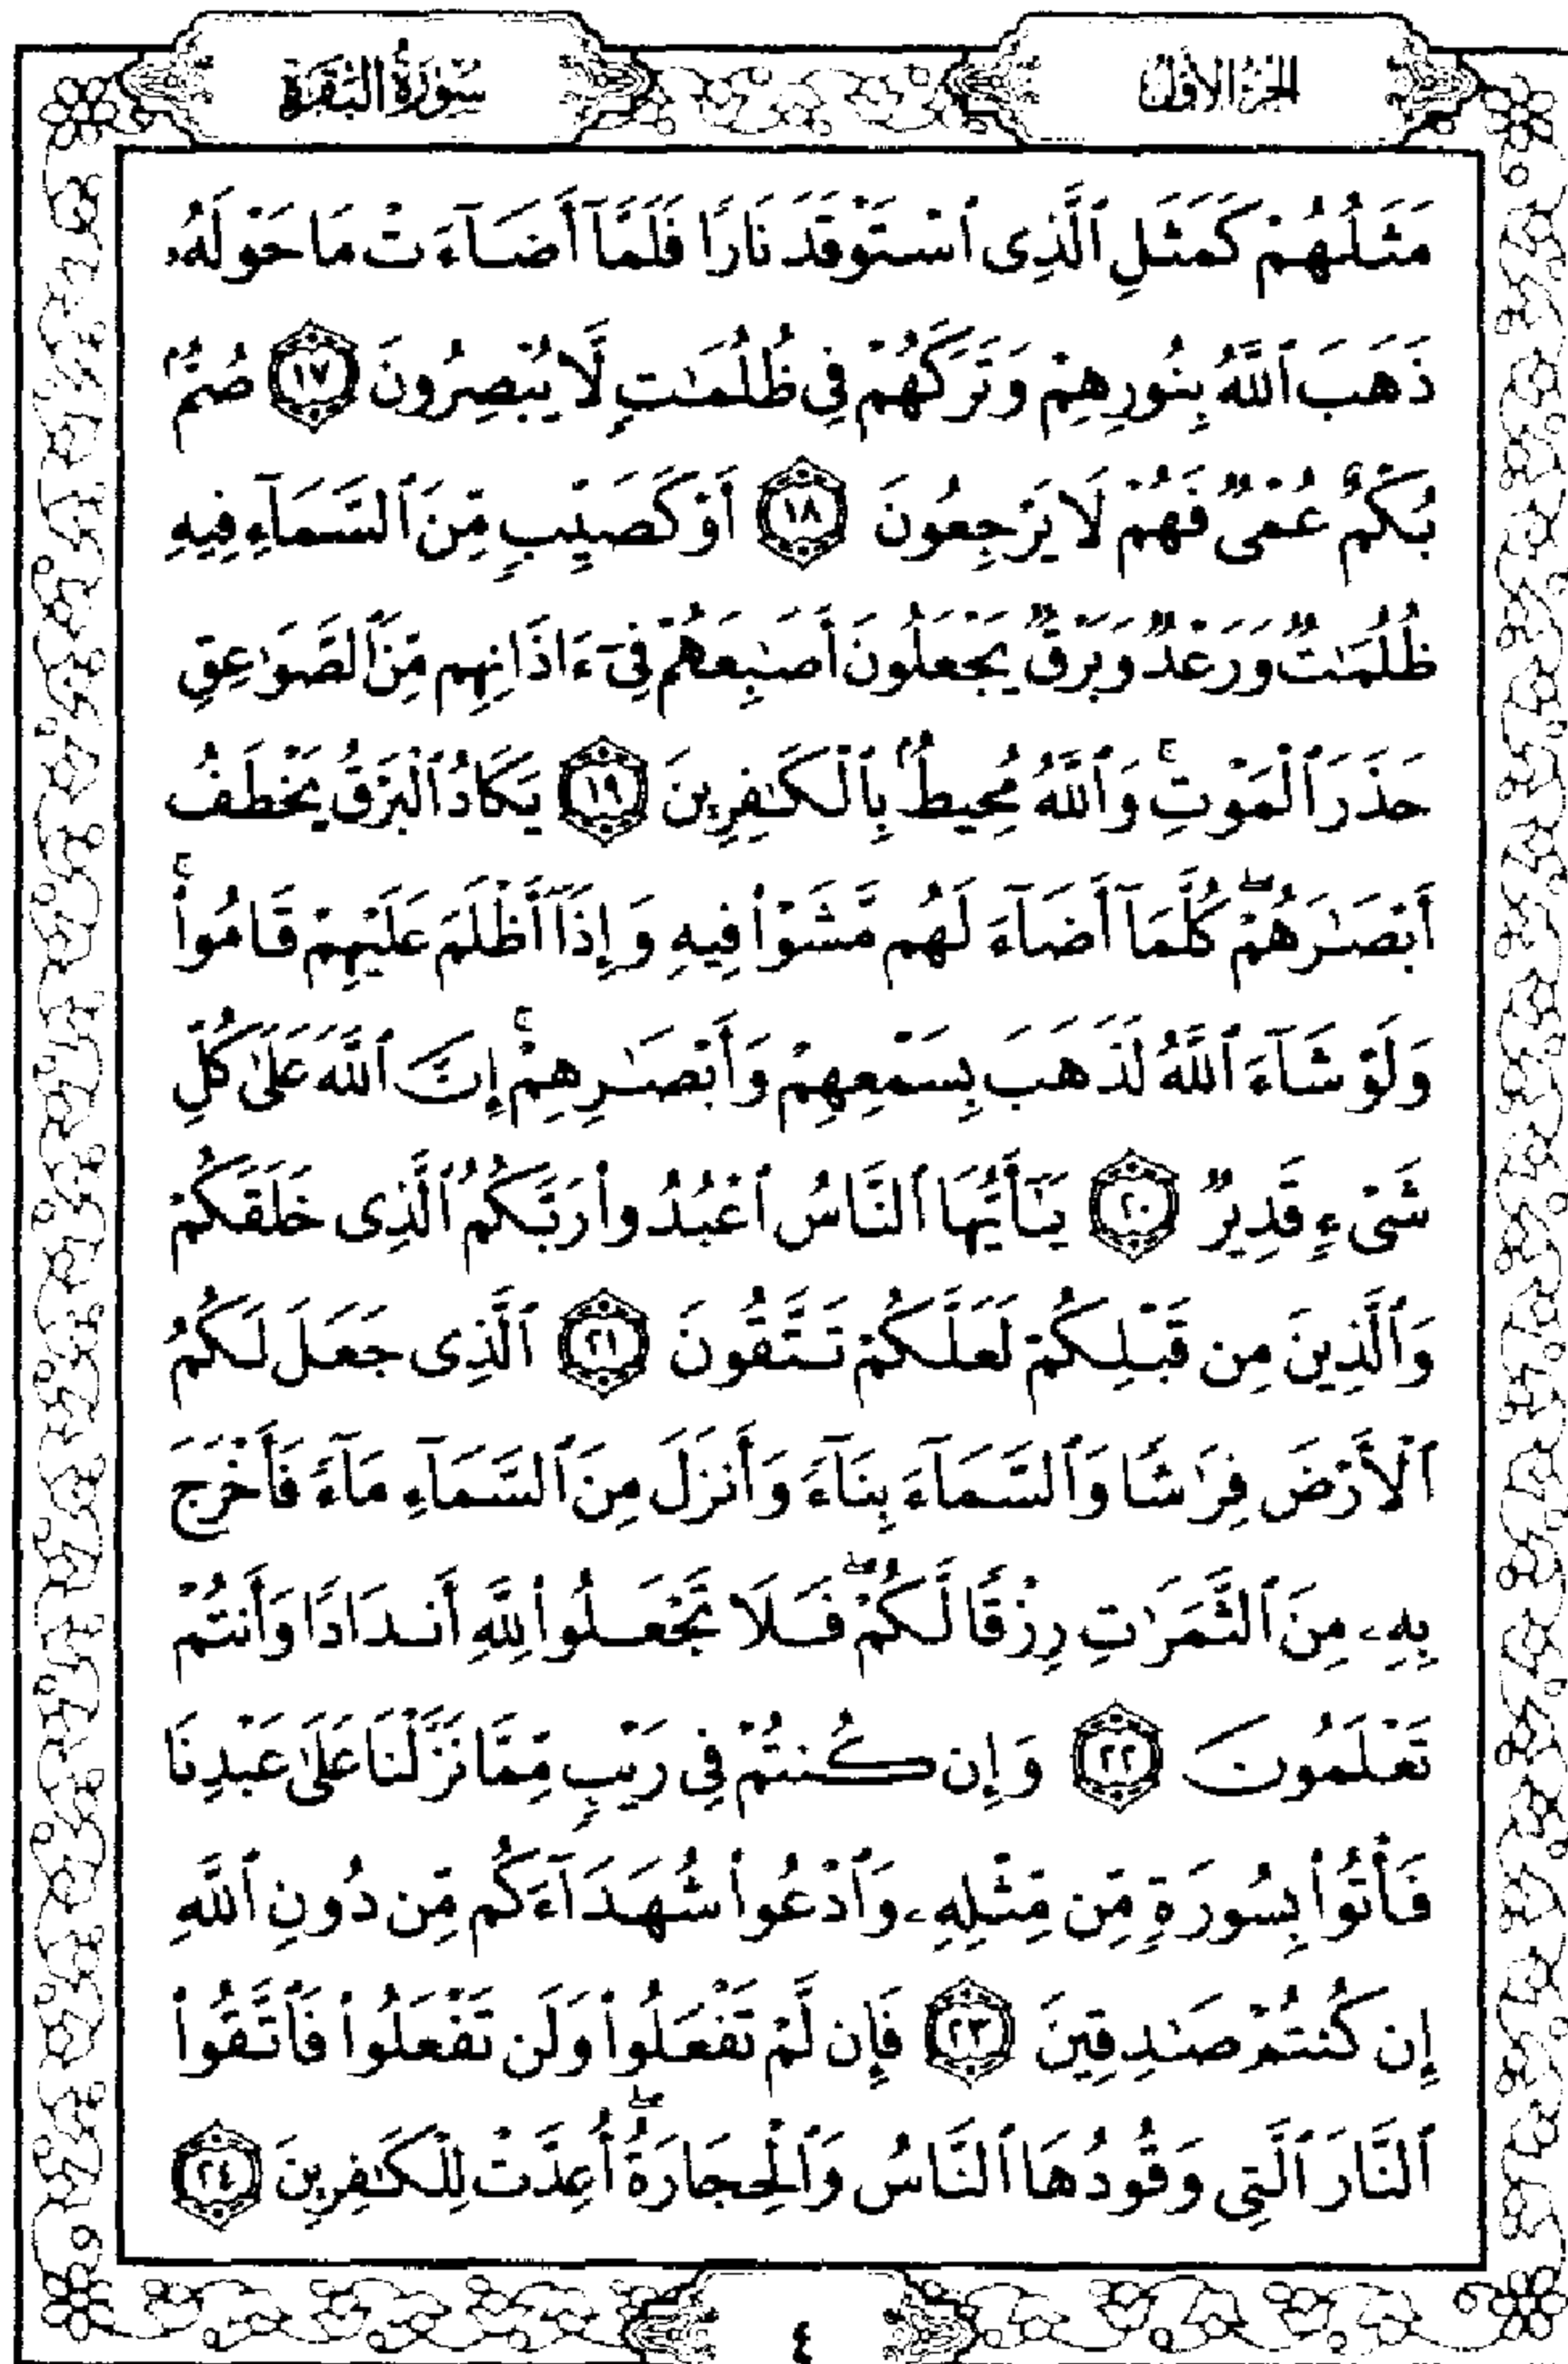 الجزء الأول
سورة البقرة
مَثَلُهُمْ كَمَثَلِ ٱلَّذِى ٱسْتَوْقَدَ نَارًا فَلَمَّآ أَضَآءَتْ مَا حَوْلَهُۥ
ذَهَبَ ٱللَّهُ بِنُورِهِمْ وَتَرَكَهُمْ فِى ظُلُمَٰتٍ لَّا يُبْصِرُونَ ١٧ صُمٌّۢ
بُكْمٌ عُمْىٌ فَهُمْ لَا يَرْجِعُونَ ١٨ أَوْ كَصَيِّبٍ مِّنَ ٱلسَّمَآءِ فِيهِ
ظُلُمَٰتٌ وَرَعْدٌ وَبَرْقٌ يَجْعَلُونَ أَصَٰبِعَهُمْ فِىٓ ءَاذَانِهِم مِّنَ ٱلصَّوَٰعِقِ
حَذَرَ ٱلْمَوْتِ ۚ وَٱللَّهُ مُحِيطٌۢ بِٱلْكَٰفِرِينَ ١٩ يَكَادُ ٱلْبَرْقُ يَخْطَفُ
أَبْصَٰرَهُمْ ۖ كُلَّمَآ أَضَآءَ لَهُم مَّشَوْا۟ فِيهِ وَإِذَآ أَظْلَمَ عَلَيْهِمْ قَامُوا۟ ۚ
وَلَوْ شَآءَ ٱللَّهُ لَذَهَبَ بِسَمْعِهِمْ وَأَبْصَٰرِهِمْ ۚ إِنَّ ٱللَّهَ عَلَىٰ كُلِّ
شَىْءٍ قَدِيرٌ ٢٠ يَٰٓأَيُّهَا ٱلنَّاسُ ٱعْبُدُوا۟ رَبَّكُمُ ٱلَّذِى خَلَقَكُمْ
وَٱلَّذِينَ مِن قَبْلِكُمْ لَعَلَّكُمْ تَتَّقُونَ ٢١ ٱلَّذِى جَعَلَ لَكُمُ
ٱلْأَرْضَ فِرَٰشًا وَٱلسَّمَآءَ بِنَآءً وَأَنزَلَ مِنَ ٱلسَّمَآءِ مَآءً فَأَخْرَجَ
بِهِۦ مِنَ ٱلثَّمَرَٰتِ رِزْقًا لَّكُمْ ۖ فَلَا تَجْعَلُوا۟ لِلَّهِ أَندَادًا وَأَنتُمْ
تَعْلَمُونَ ٢٢ وَإِن كُنتُمْ فِى رَيْبٍ مِّمَّا نَزَّلْنَا عَلَىٰ عَبْدِنَا
فَأْتُوا۟ بِسُورَةٍ مِّن مِّثْلِهِۦ وَٱدْعُوا۟ شُهَدَآءَكُم مِّن دُونِ ٱللَّهِ
إِن كُنتُمْ صَٰدِقِينَ ٢٣ فَإِن لَّمْ تَفْعَلُوا۟ وَلَن تَفْعَلُوا۟ فَٱتَّقُوا۟
ٱلنَّارَ ٱلَّتِى وَقُودُهَا ٱلنَّاسُ وَٱلْحِجَارَةُ ۖ أُعِدَّتْ لِلْكَٰفِرِينَ ٢٤
٤